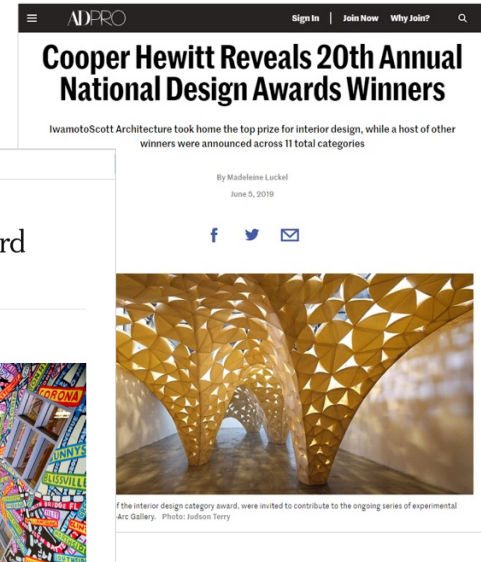 ADPRO
Sign In | Join Now Why Join?
Cooper Hewitt Reveals 20th Annual
National Design Awards Winners
IwamotoScott Architecture took home the top prize for interior design, while a host of other
winners were announced across 11 total categories
By Madeleine Luckel
June 5, 2019
rd
CORONA
BLISSVILLE
f the interior design category award, were invited to contribute to the ongoing series of experimental
-Arc Gallery. Photo: Judson Terry